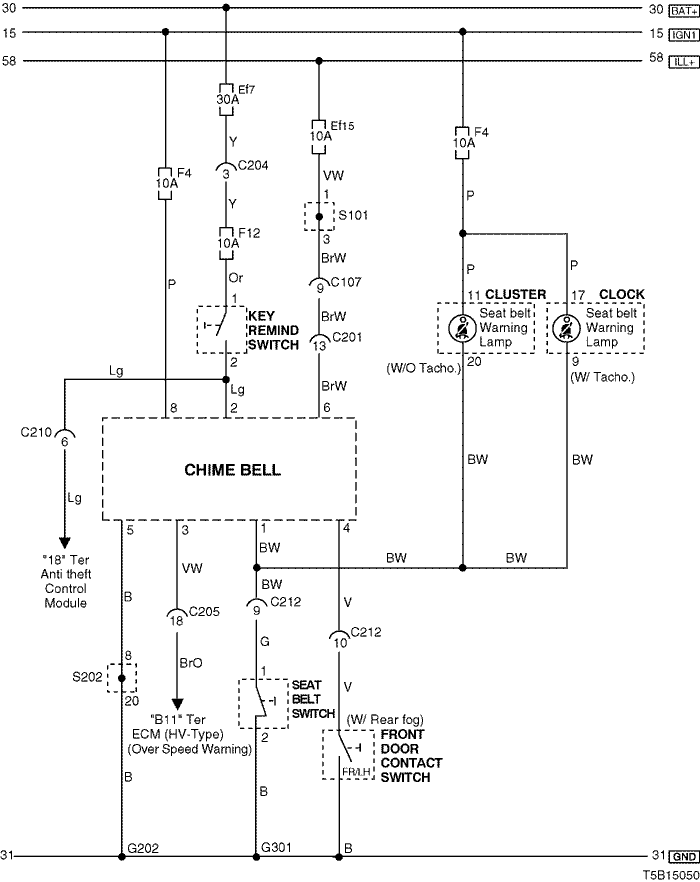 30
30 BAT+
15
15 IGN1
58
58 ILL+
Ef7
30A
Ef15
10A
F4
10A
Y
3
C204
F4
10A
VW
Y
1
S101
3
P
F12
10A
BrW
P
P
Or
9
C107
P
1
11
CLUSTER
17
CLOCK
KEY
REMIND
SWITCH
BrW
Seat belt
Warning
Lamp
Seat belt
Warning
Lamp
C201
13
2
20
9
(W/O Tacho.)
(W/ Tacho.)
Lg
Lg
BrW
8
2
6
C210
6
CHIME BELL
BW
BW
Lg
5
3
1
4
BW
"18" Ter
Anti theft
Control
Module
VW
BW
BW
BW
B
C205
18
9
C212
V
10
C212
G
8
BrO
S202
20
1
SEAT
BELT
SWITCH
2
V
"B11" Ter
ECM (HV-Type)
(Over Speed Warning)
(W/ Rear fog)
FRONT
DOOR
CONTACT
SWITCH
FR/LH
B
B
31
G202
G301
B
31 GND
T5B15050